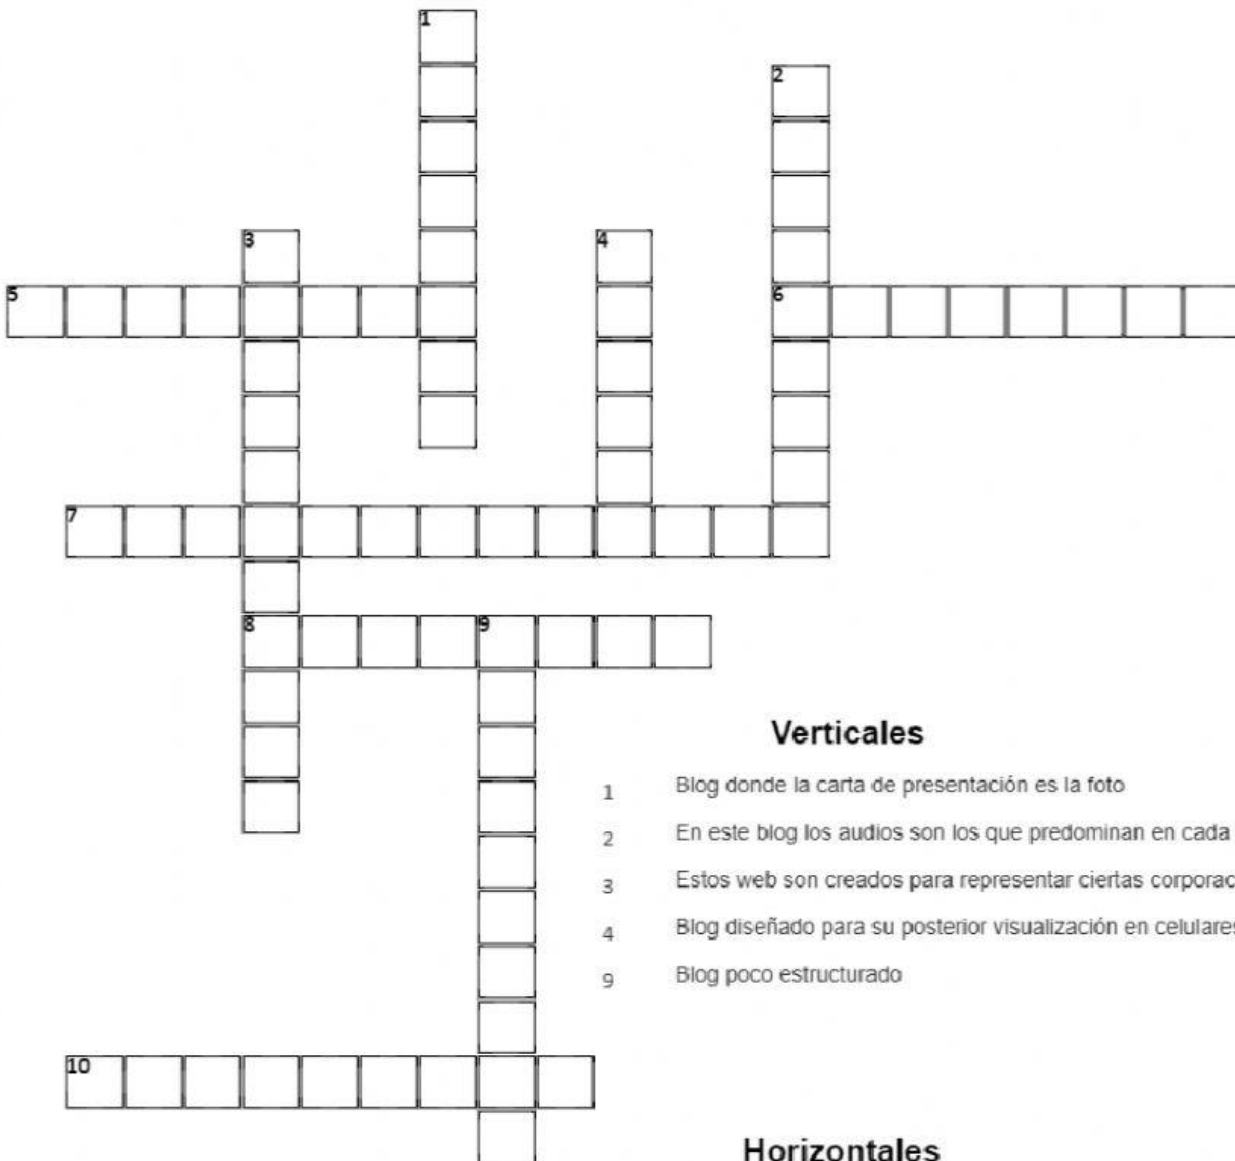 1
2
3
4
5
6
7
8
9
10
Verticales
1 Blog donde la carta de presentación es la foto
2 En este blog los audios son los que predominan en cada
3 Estos web son creados para representar ciertas corporac
4 Blog diseñado para su posterior visualización en celulares
9 Blog poco estructurado
Horizontales